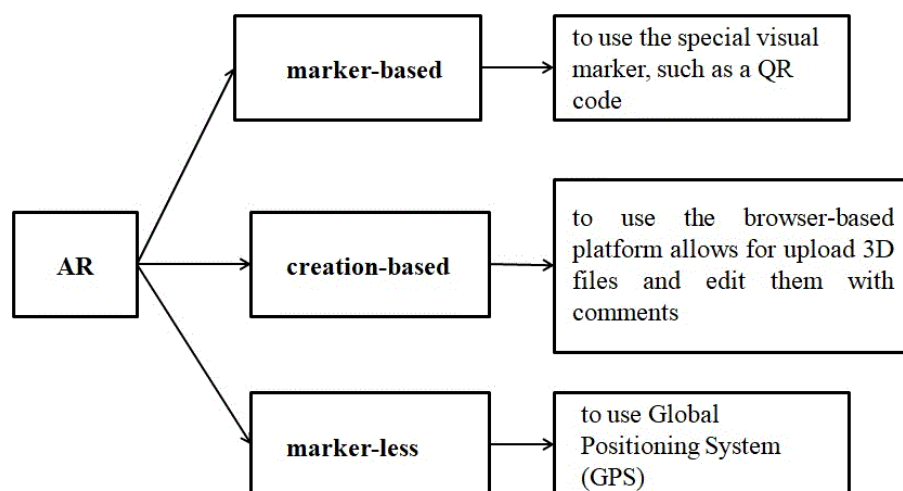 marker-based
to use the special visual
marker, such as a QR
code
AR
creation-based
to use the browser-based
platform allows for upload 3D
files and edit them with
comments
marker-less
to use Global
Positioning System
(GPS)